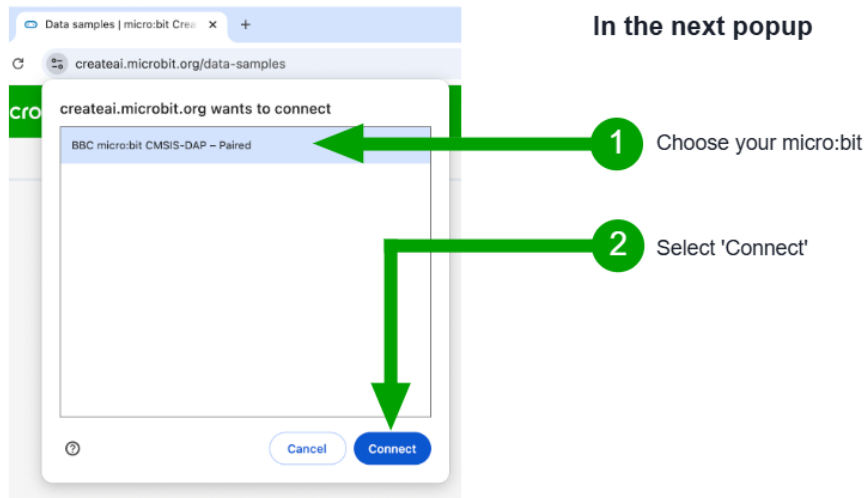 Data samples | micro:bit Crea
createai.microbit.org/data-samples
cro
createai.microbit.org wants to connect
BBC micro:bit CMSIS-DAP – Paired
Cancel
Connect
In the next popup
1 Choose your micro:bit
2 Select 'Connect'